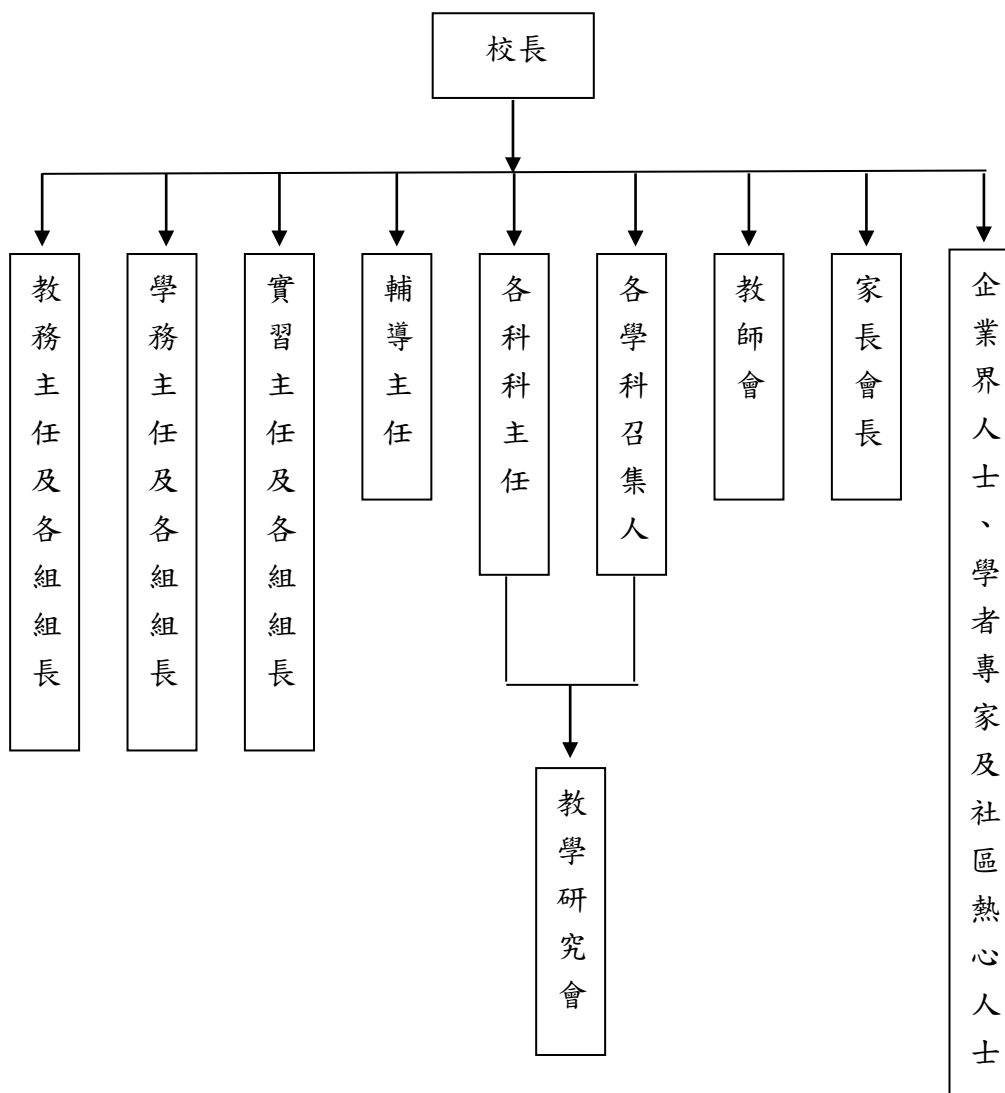 校長
教務主任及各組組長
學務主任及各組組長
實習主任及各組組長
輔導主任
各科科主任
各學科召集人
教師會
家長會長
企業界人士、學者專家及社區熱心人士
教學研究會